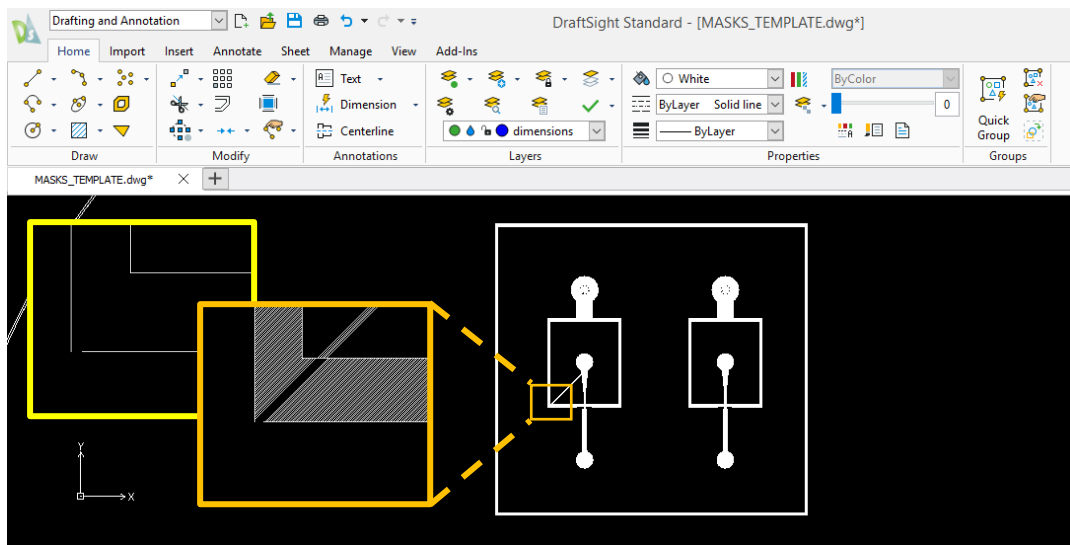 Drafting and Annotation
DraftSight Standard - [MASKS_TEMPLATE.dwg*]
Home Import Insert Annotate Sheet Manage View Add-Ins
Text
Dimension
Centerline
dimensions
White
ByColor
ByLayer Solid line
0
ByLayer
Quick
Group
Draw Modify Annotations Layers Properties Groups
MASKS_TEMPLATE.dwg*
Y
X